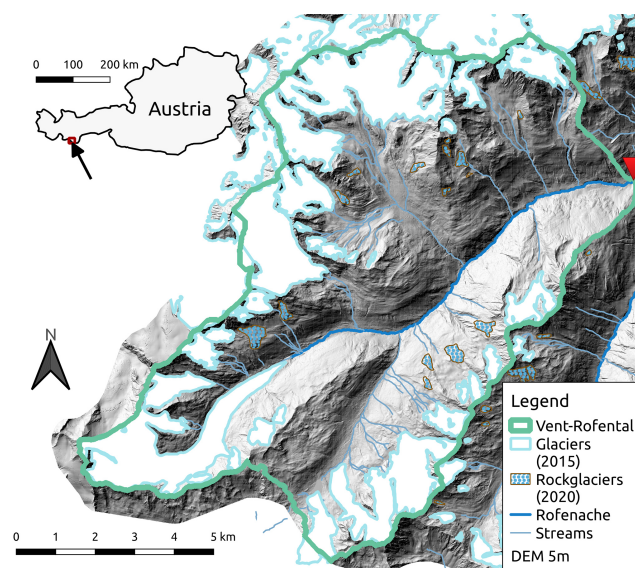 0 100 200 km
Austria
N
Legend
Vent-Rofental
Glaciers
(2015)
Rockglaciers
(2020)
Rofenache
Streams
DEM 5m
0 1 2 3 4 5 km